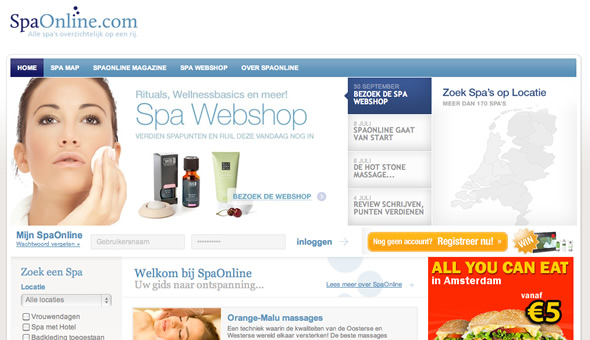 SpaOnline.com
Alle spa's overzichtelijk op een rij.
HOME SPA MAP SPAONLINE MAGAZINE SPA WEBSHOP OVER SPAONLINE
Rituals, Wellnessbasics en meer!
Spa Webshop
VERDIEN SPAPUNTEN EN RUIL DEZE VANDAAG NOG IN
BEZOEK DE WEBSHOP
30 SEPTEMBER
BEZOEK DE SPA
WEBSHOP
8 JULI
SPAONLINE GAAT
VAN START
6 JULI
DE HOT STONE
MASSAGE...
4 JULI
REVIEW SCHRIJVEN,
PUNTEN VERDIENEN
Zoek Spa's op Locatie
MEER DAN 170 SPA'S
Mijn SpaOnline
Wachtwoord vergeten »
Gebruikersnaam
inloggen
Nog geen account? Registreer nu! »
WIN
Zoek een Spa
Locatie
Alle locaties
Vrouwendagen
Spa met Hotel
Badkleding toegestaan
Welkom bij SpaOnline
Uw gids naar ontspanning...
Lees meer over SpaOnline
Orange-Malu massages
Een techniek waarin de kwaliteiten van de Oosterse en
Westerse wereld elkaar versterken! De beste massages
ALL YOU CAN EAT
in Amsterdam
vanaf
€5